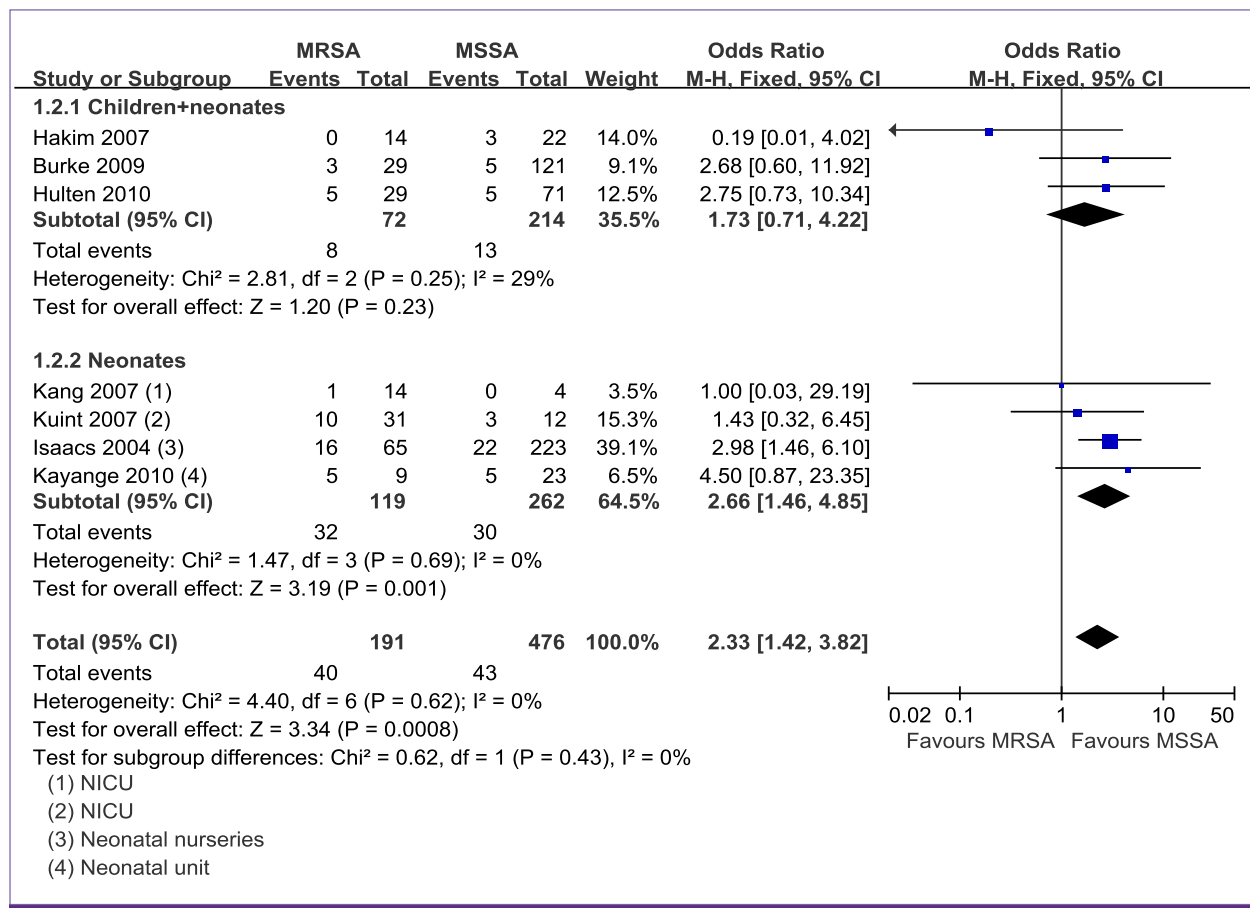 MRSA MSSA Odds Ratio Odds Ratio
Study or Subgroup Events Total Events Total Weight M-H, Fixed, 95% CI M-H, Fixed, 95% CI
1.2.1 Children+neonates
Hakim 2007 0 14 3 22 14.0% 0.19 [0.01, 4.02]
Burke 2009 3 29 5 121 9.1% 2.68 [0.60, 11.92]
Hulten 2010 5 29 5 71 12.5% 2.75 [0.73, 10.34]
Subtotal (95% CI) 72 214 35.5% 1.73 [0.71, 4.22]
Total events 8 13
Heterogeneity: Chi² = 2.81, df = 2 (P = 0.25); I² = 29%
Test for overall effect: Z = 1.20 (P = 0.23)
1.2.2 Neonates
Kang 2007 (1) 1 14 0 4 3.5% 1.00 [0.03, 29.19]
Kuint 2007 (2) 10 31 3 12 15.3% 1.43 [0.32, 6.45]
Isaacs 2004 (3) 16 65 22 223 39.1% 2.98 [1.46, 6.10]
Kayange 2010 (4) 5 9 5 23 6.5% 4.50 [0.87, 23.35]
Subtotal (95% CI) 119 262 64.5% 2.66 [1.46, 4.85]
Total events 32 30
Heterogeneity: Chi² = 1.47, df = 3 (P = 0.69); I² = 0%
Test for overall effect: Z = 3.19 (P = 0.001)
Total (95% CI) 191 476 100.0% 2.33 [1.42, 3.82]
Total events 40 43
Heterogeneity: Chi² = 4.40, df = 6 (P = 0.62); I² = 0%
Test for overall effect: Z = 3.34 (P = 0.0008)
Test for subgroup differences: Chi² = 0.62, df = 1 (P = 0.43), I² = 0%
0.02 0.1 1 10 50
Favours MRSA Favours MSSA
(1) NICU
(2) NICU
(3) Neonatal nurseries
(4) Neonatal unit